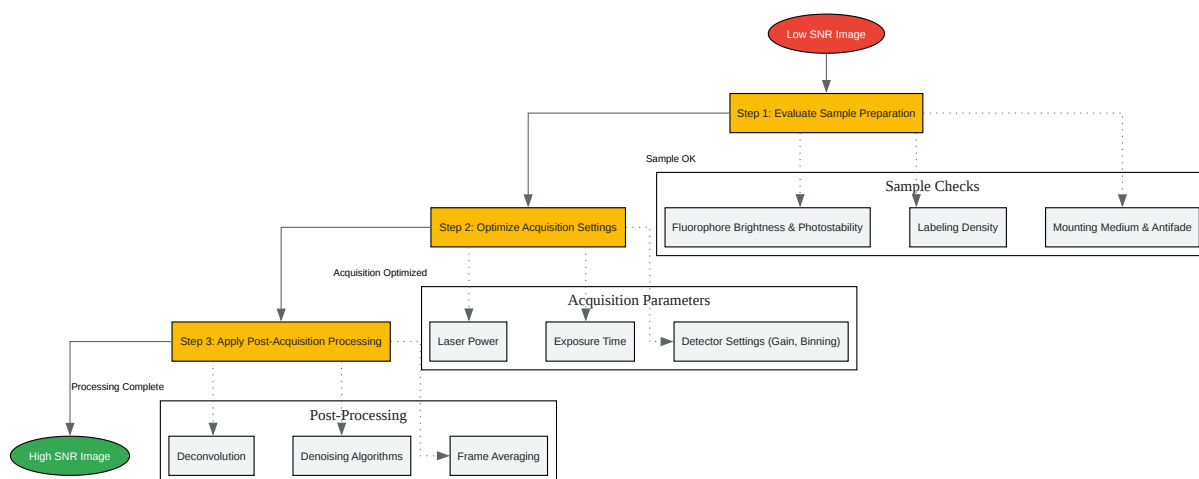 Low SNR Image
Step 1: Evaluate Sample Preparation
Sample OK
Sample Checks
Fluorophore Brightness & Photostability
Labeling Density
Mounting Medium & Antifade
Step 2: Optimize Acquisition Settings
Acquisition Optimized
Acquisition Parameters
Laser Power
Exposure Time
Detector Settings (Gain, Binning)
Step 3: Apply Post-Acquisition Processing
Processing Complete
Post-Processing
High SNR Image
Deconvolution
Denoising Algorithms
Frame Averaging